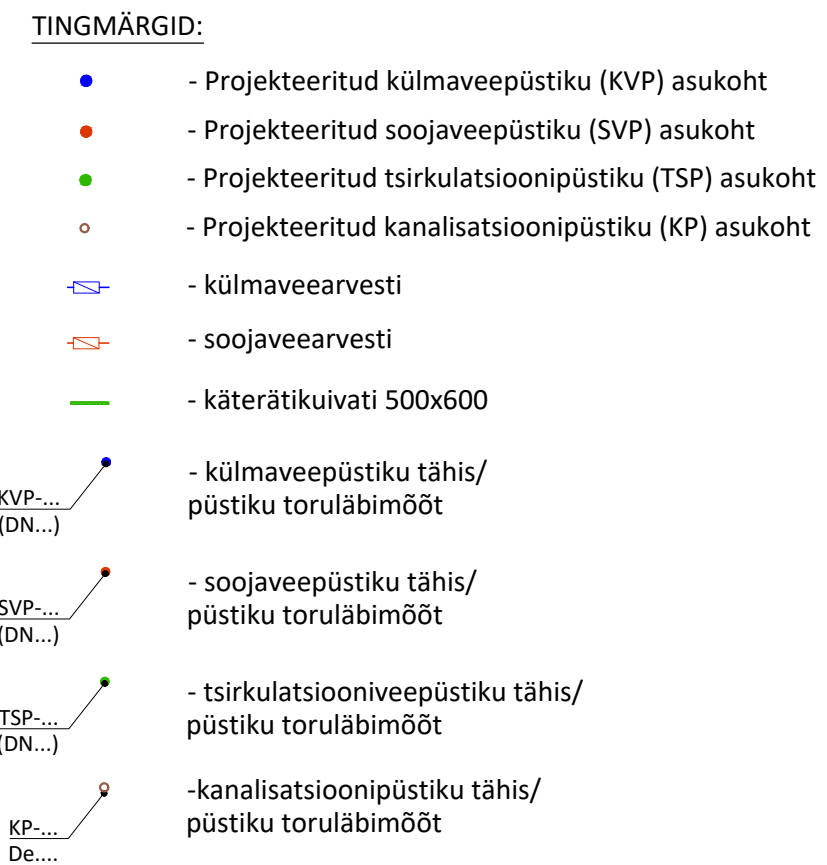 TINGMÄRGID:
- Projekteeritud külmaveepüstiku (KVP) asukoht
- Projekteeritud soojaveepüstiku (SVP) asukoht
- Projekteeritud tsirkulatsioonipüstiku (TSP) asukoht
- Projekteeritud kanalisatsioonipüstiku (KP) asukoht
- külmaveearvesti
- soojaveearvesti
- käterätikuivati 500x600
- külmaveepüstiku tähis/
püstiku toruläbimõõt
KVP-...
(DN...)
- soojaveepüstiku tähis/
püstiku toruläbimõõt
SVP-...
(DN...)
- tsirkulatsiooniveepüstiku tähis/
püstiku toruläbimõõt
TSP-...
(DN...)
-kanalisatsioonipüstiku tähis/
püstiku toruläbimõõt
KP-...
De....